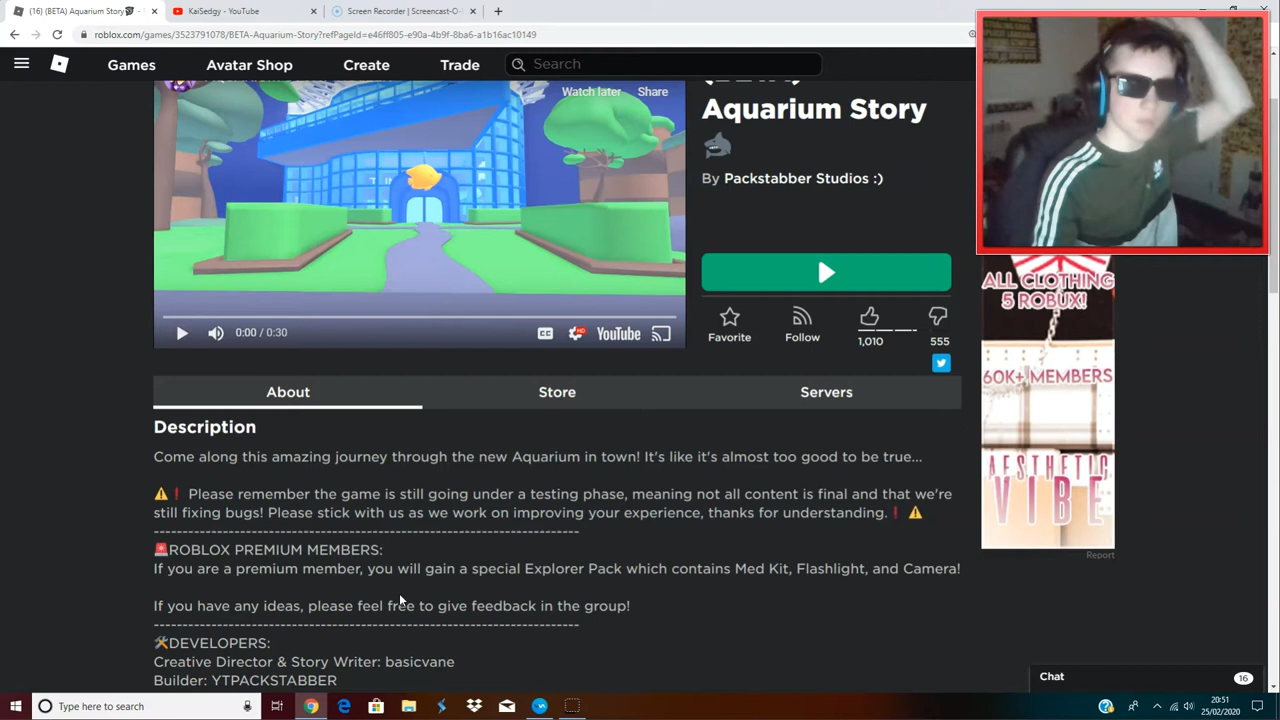 (16) (BETA) Aquarium Story
KaiSedgy - YouTube
Screen Recorder | Screencast-O-
roblox.com/games/3523791078/BETA-Aqua
ivePageId=e46ff805-e90a-4b9f-8ba6-a1b16ac10149
Games
Avatar Shop
Create
Trade
Search
Watch later
Share
Aquarium Story
By Packstabber Studios :)
0:00 / 0:30
CC
HD
YouTube
Favorite
Follow
1,010
555
ALL CLOTHING
5 ROBUX!
60K+ MEMBERS
AESTHETIC
VIBE
Report
About
Store
Servers
Description
Come along this amazing journey through the new Aquarium in town! It's like it's almost too good to be true...
⚠️❗ Please remember the game is still going under a testing phase, meaning not all content is final and that we're
still fixing bugs! Please stick with us as we work on improving your experience, thanks for understanding.❗ ⚠️
------------------------------------------------------------------------
🚨ROBLOX PREMIUM MEMBERS:
If you are a premium member, you will gain a special Explorer Pack which contains Med Kit, Flashlight, and Camera!
If you have any ideas, please feel free to give feedback in the group!
------------------------------------------------------------------------
🛠️DEVELOPERS:
Creative Director & Story Writer: basicvane
Builder: YTPACKSTABBER
Chat
16
Type here to search
20:51
25/02/2020